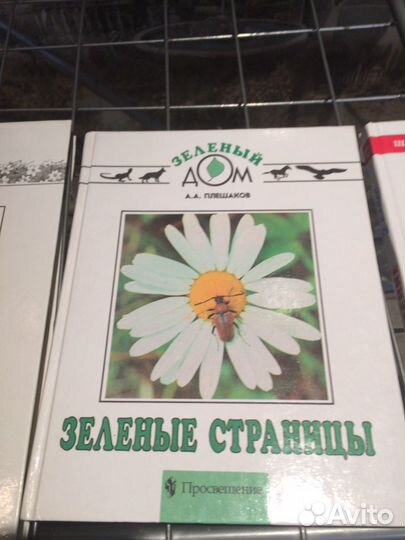 ЗЕЛЕНЫЙ
ДОМ
А.А. ПЛЕШАКОВ
ЗЕЛЕНЫЕ СТРАНИЦЫ
Просвещение
Avito